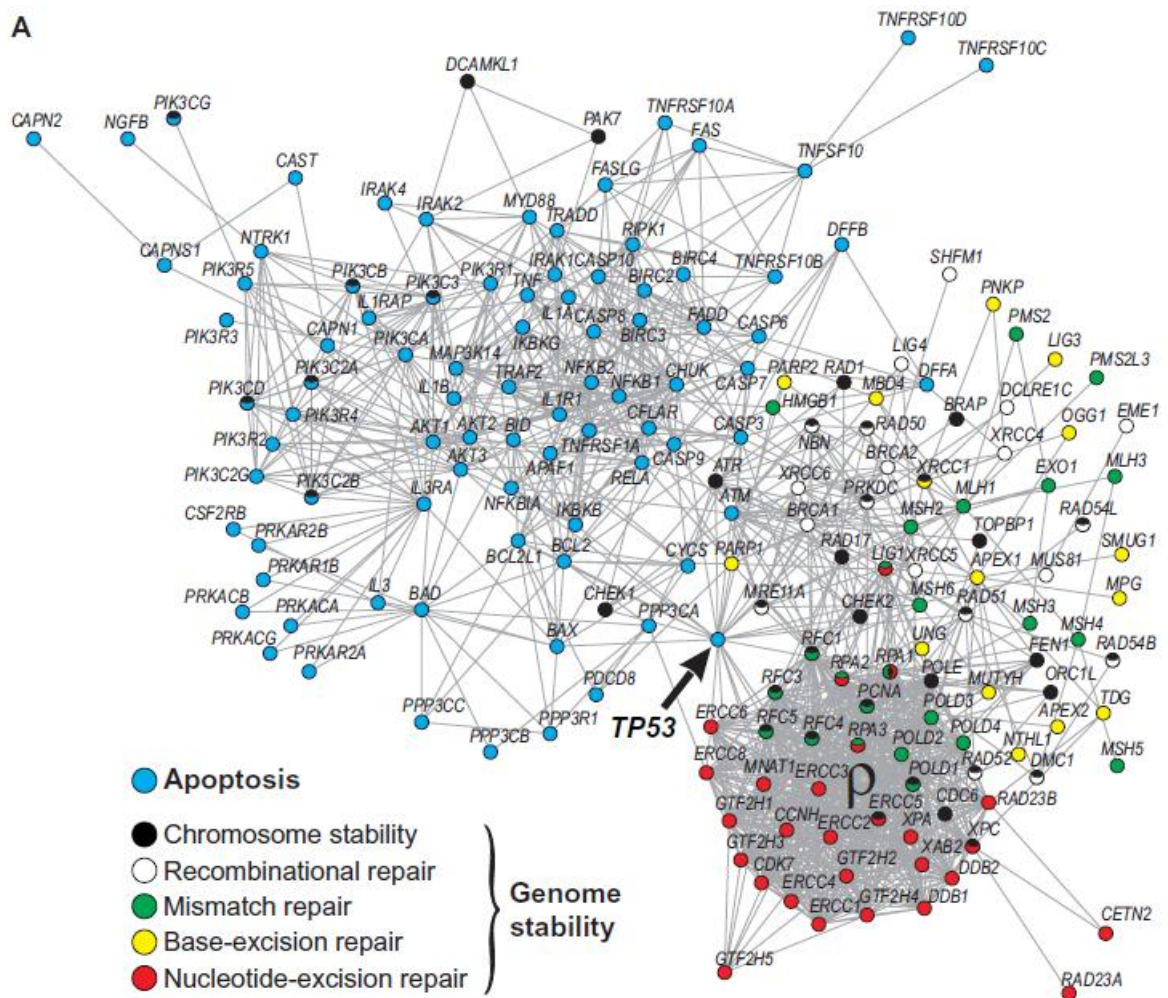 A
TNFRSF10D
TNFRSF10C
DCAMKL1
PIK3CG
PAK7
TNFRSF10A
CAPN2
NGFB
FAS
TNFSF10
CAST
FASLG
IRAK4
IRAK2
MYD88
TRADD
RIPK1
DFFB
CAPNS1
NTRK1
PIK3R5
PIK3CB
PIK3C3
PIK3R1
IRAK1
CASP10
BIRC4
TNFRSF10B
SHFM1
TNF
BIRC2
PNKP
IL1RAP
IL1A
CASP8
PMS2
PIK3R3
CAPN1
PIK3CA
IKBKG
BIRC3
FADD
CASP6
LIG4
LIG3
MAP3K14
NFKB2
PARP2
RAD1
PIK3C2A
TRAF2
NFKB1
CHUK
CASP7
MBD4
DFFA
DCLRE1C
PMS2L3
PIK3CD
IL1B
IL1R1
HMGB1
BRAP
PIK3R4
AKT1
AKT2
BID
CFLAR
CASP3
NBN
RAD50
XRCC4
OGG1
EME1
PIK3R2
AKT3
APAF1
TNFRSF1A
CASP9
BRCA2
XRCC1
PIK3C2G
PIK3C2B
NFKBIA
RELA
ATR
XRCC6
PRKDC
MLH1
EXO1
MLH3
IL3RA
ATM
CSF2RB
IKBKB
BRCA1
MSH2
TOPBP1
RAD54L
PRKAR2B
BCL2L1
BCL2
CYCS
PARP1
RAD17
LIG1
XRCC5
APEX1
MUS81
SMUG1
PRKAR1B
IL3
MRE11A
MSH6
RAD51
MPG
PRKACB
PRKACA
BAD
CHEK1
PPP3CA
CHEK2
MSH3
MSH4
PRKACG
BAX
RFC1
UNG
FEN1
RAD54B
PRKAR2A
RPA2
RPA1
POLE
ORC1L
PDCD8
RFC3
PCNA
MUTYH
TDG
PPP3CC
PPP3R1
TP53
ERCC6
POLD3
APEX2
PPP3CB
RFC5
RFC4
RPA3
POLD2
POLD4
NTHL1
ERCC8
MNAT1
ERCC3
ρ
POLD1
RAD52
DMC1
MSH5
GTF2H1
CCNH
ERCC5
CDC6
RAD23B
ERCC2
XPA
XPC
GTF2H3
XAB2
CDK7
GTF2H2
DDB2
ERCC4
ERCC1
GTF2H4
DDB1
CETN2
GTF2H5
RAD23A
Apoptosis
Chromosome stability
Recombinational repair
Mismatch repair
Base-excision repair
Nucleotide-excision repair
Genome
stability